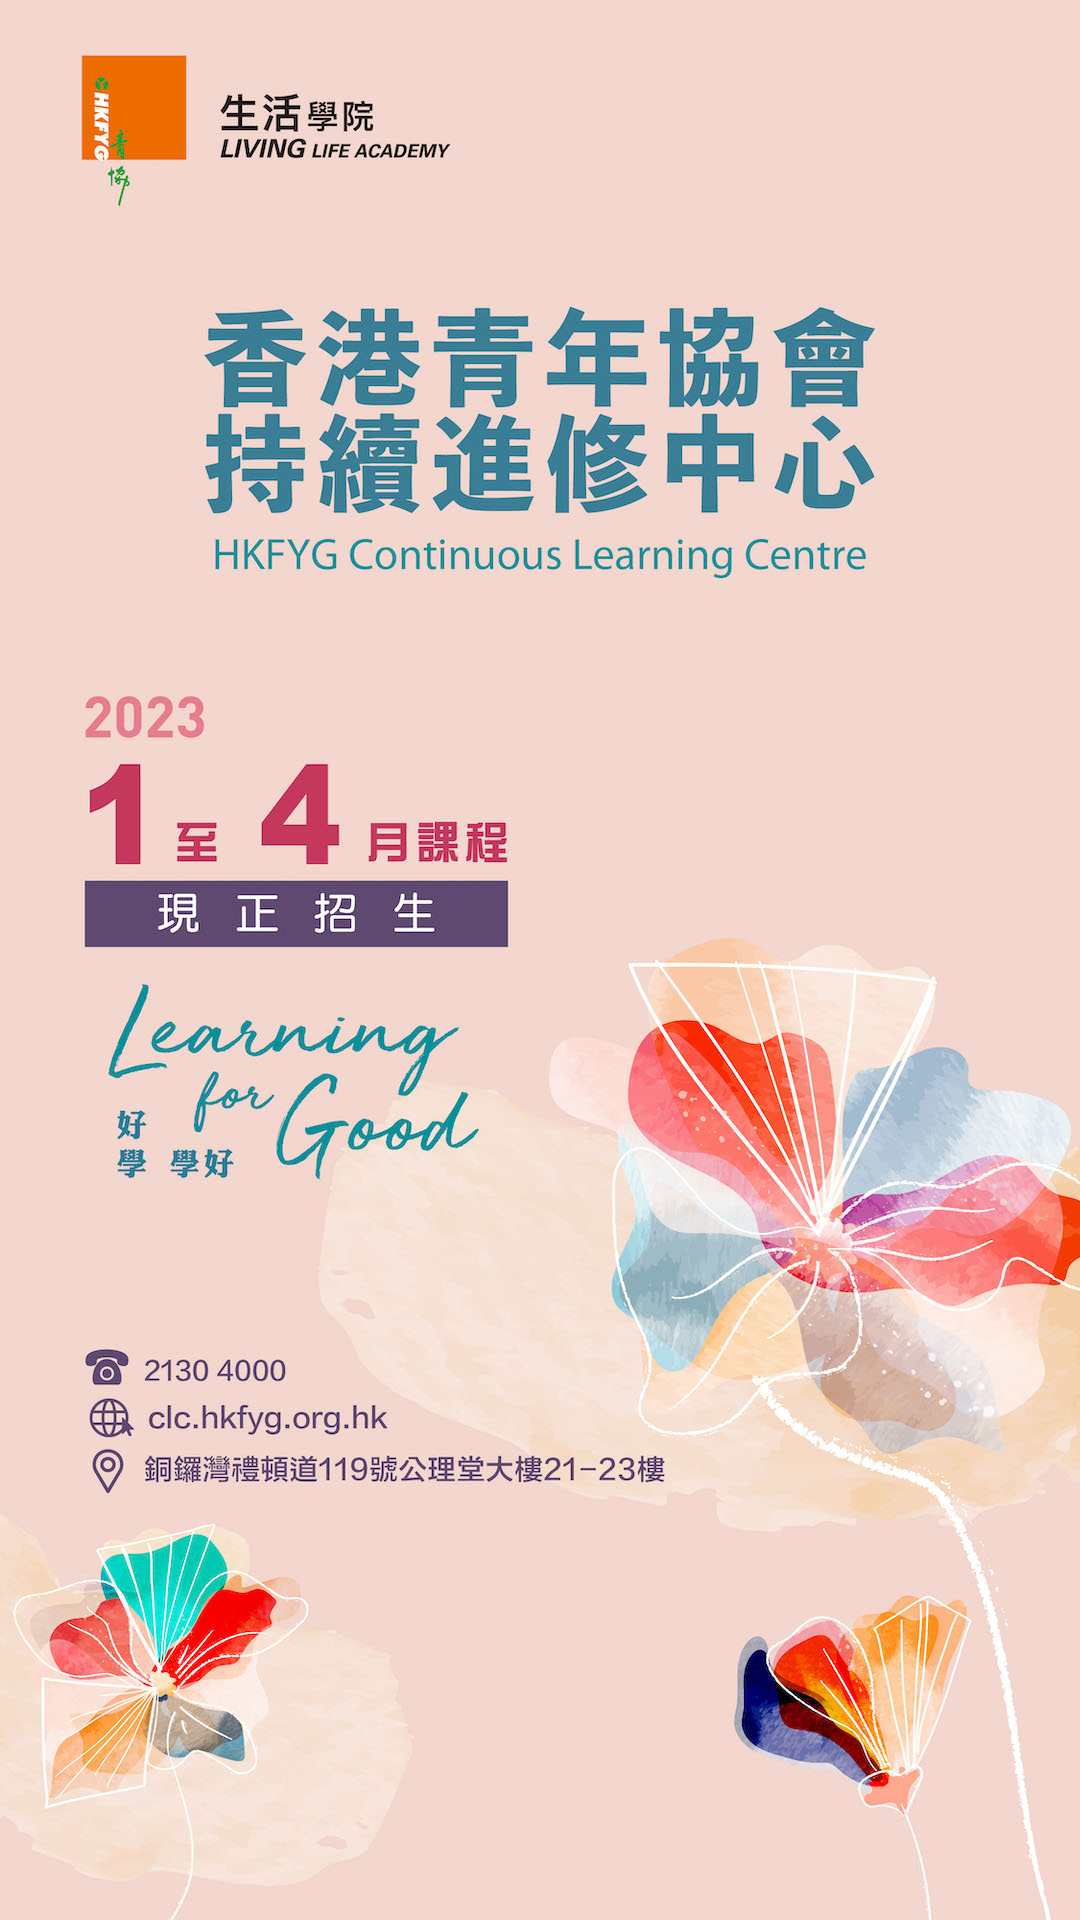 HKFYG
青協
生活學院
LIVING LIFE ACADEMY
香港青年協會
持續進修中心
HKFYG Continuous Learning Centre
2023
1至4月課程
現正招生
Learning
for Good
好
學 學好
2130 4000
clc.hkfyg.org.hk
銅鑼灣禮頓道119號公理堂大樓21-23樓